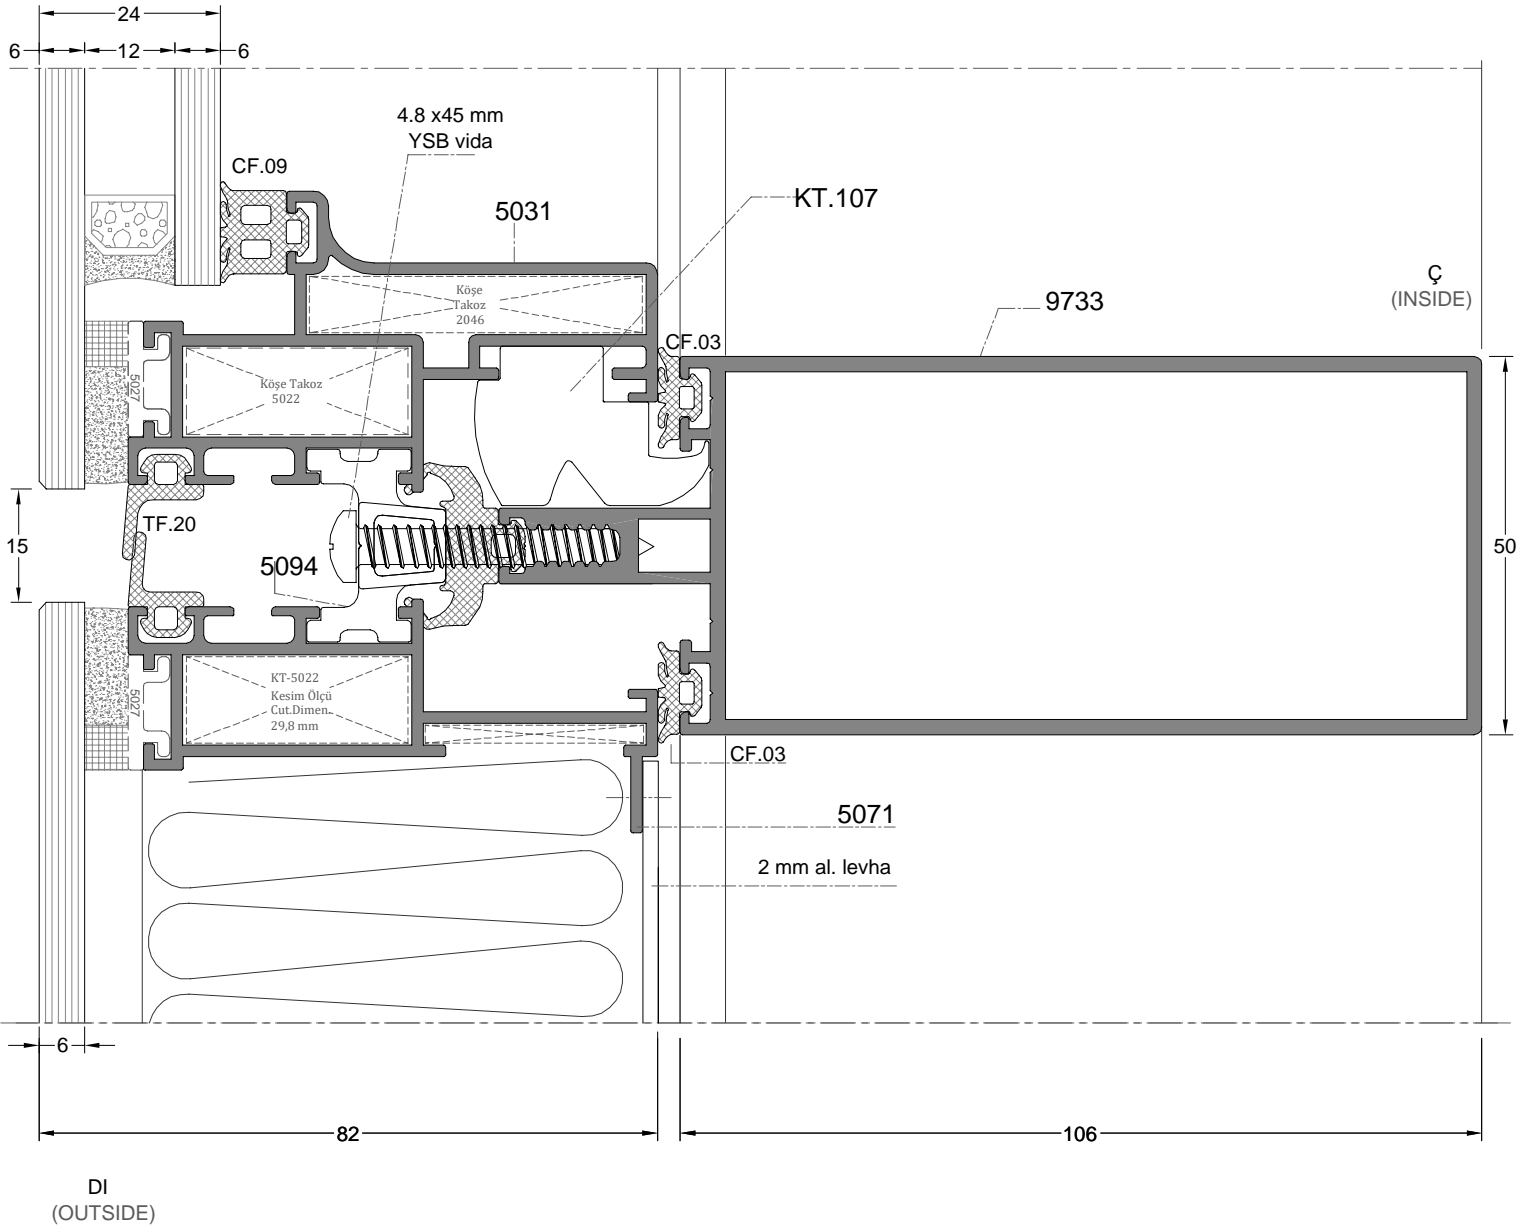 24
6
12
6
4.8 x45 mm
YSB vida
CF.09
5031
KT.107
Ç
(INSIDE)
Köşe
Takoz
2046
9733
CF.03
Köşe Takoz
5022
5027
TF.20
15
5094
50
KT-5022
Kesim Ölçü
Cut.Dimen.
29,8 mm
5027
CF.03
5071
2 mm al. levha
6
82
106
DI
(OUTSIDE)